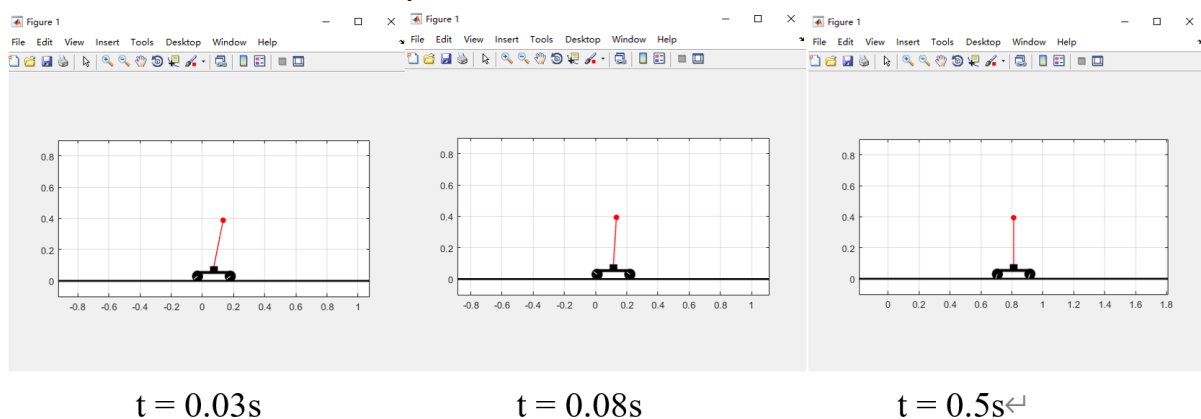 Figure 1
File Edit View Insert Tools Desktop Window Help
0.8
0.6
0.4
0.2
0
-0.8 -0.6 -0.4 -0.2 0 0.2 0.4 0.6 0.8 1
t = 0.03s
Figure 1
File Edit View Insert Tools Desktop Window Help
0.8
0.6
0.4
0.2
0
-0.8 -0.6 -0.4 -0.2 0 0.2 0.4 0.6 0.8 1
t = 0.08s
Figure 1
File Edit View Insert Tools Desktop Window Help
0.8
0.6
0.4
0.2
0
0 0.2 0.4 0.6 0.8 1 1.2 1.4 1.6 1.8
t = 0.5s↵